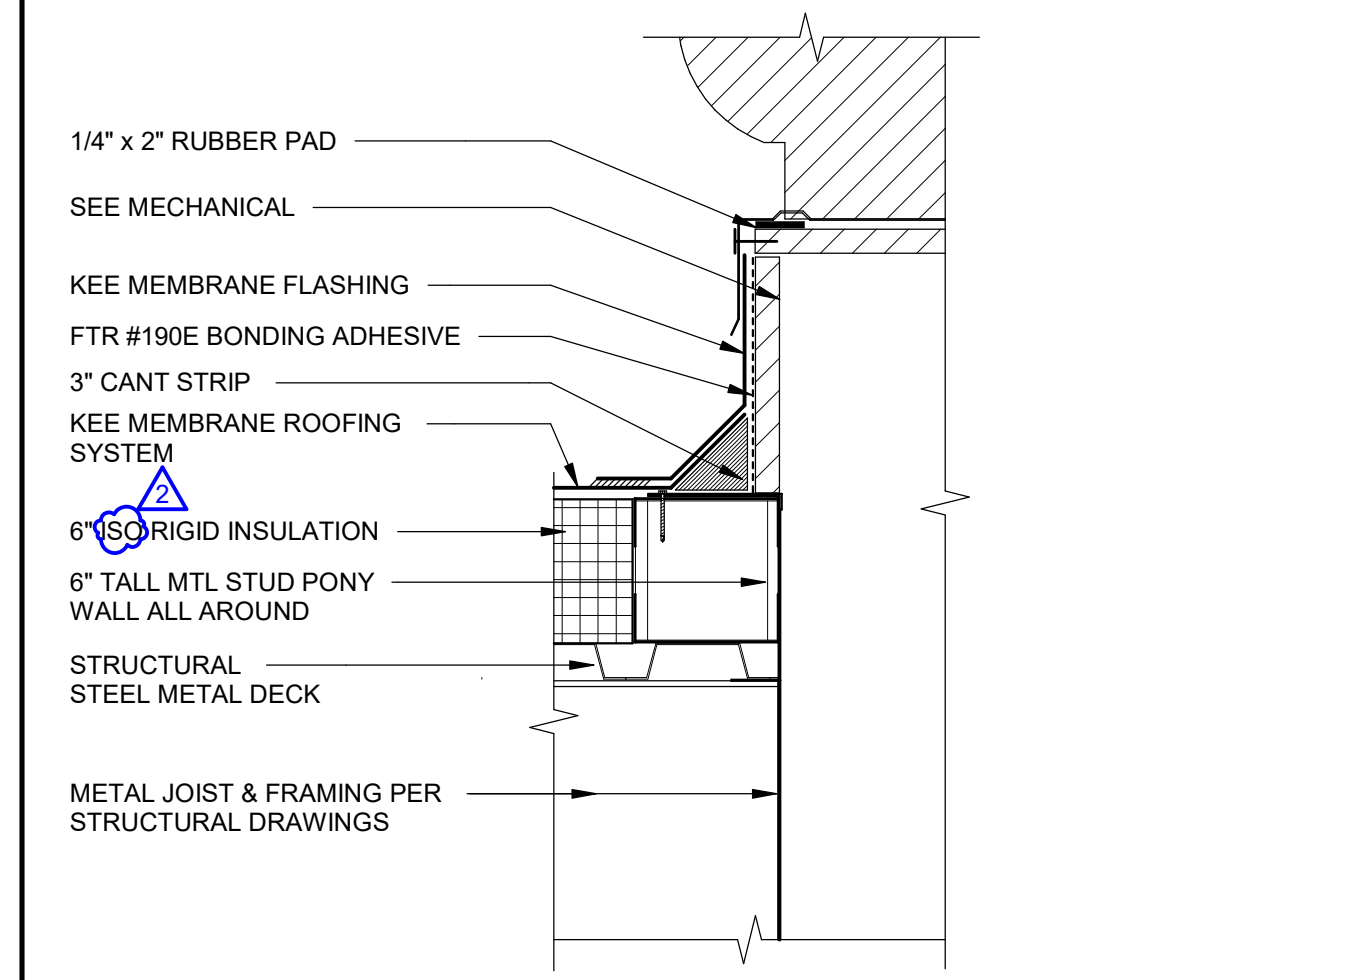 1/4" x 2" RUBBER PAD
SEE MECHANICAL
KEE MEMBRANE FLASHING
FTR #190E BONDING ADHESIVE
3" CANT STRIP
KEE MEMBRANE ROOFING
SYSTEM
2
6" ISO RIGID INSULATION
6" TALL MTL STUD PONY
WALL ALL AROUND
STRUCTURAL
STEEL METAL DECK
METAL JOIST & FRAMING PER
STRUCTURAL DRAWINGS